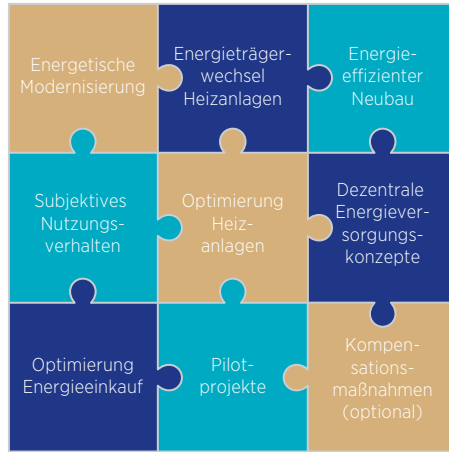 Energetische
Modernisierung
Energieträger-
wechsel
Heizanlagen
Energie-
effizienter
Neubau
Subjektives
Nutzungs-
verhalten
Optimierung
Heiz-
anlagen
Dezentrale
Energiever-
sorgungs-
konzepte
Optimierung
Energieeinkauf
Pilot-
projekte
Kompen-
sations-
maßnahmen
(optional)